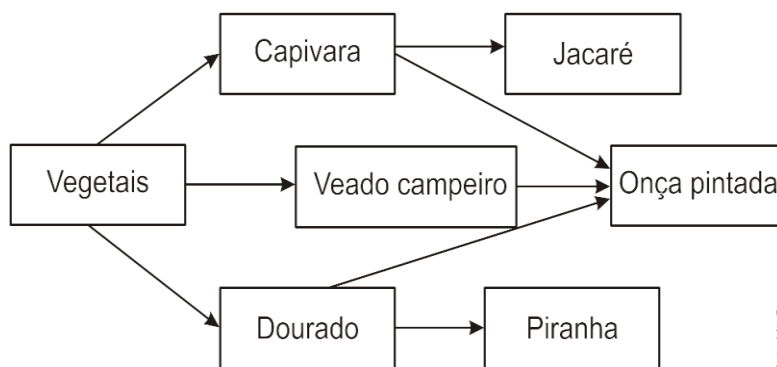 Capivara
Jacaré
Vegetais
Veado campeiro
Onça pintada
Dourado
Piranha